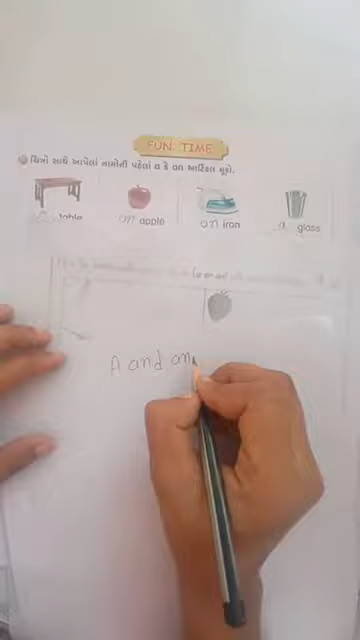 FUN TIME
ચિત્રો સાથે આપેલાં નામોની પહેલાં a કે an આર્ટિકલ મૂકો.
a table an apple an iron a glass
A and an